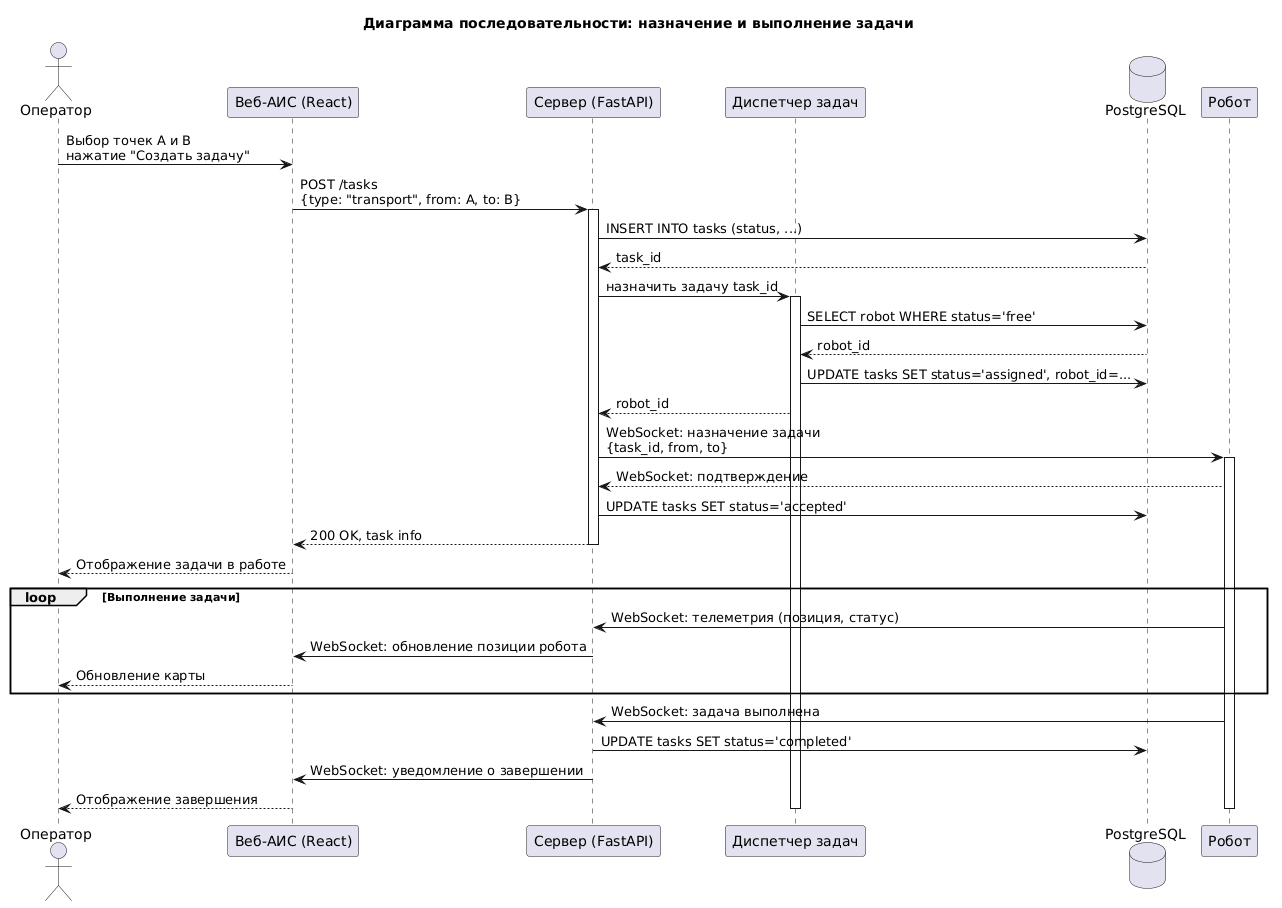 Диаграмма последовательности: назначение и выполнение задачи
Оператор
Веб-АИС (React)
Сервер (FastAPI)
Диспетчер задач
PostgreSQL
Робот
Выбор точек А и В
нажатие "Создать задачу"
POST /tasks
{type: "transport", from: A, to: B}
INSERT INTO tasks (status, ...)
task_id
назначить задачу task_id
SELECT robot WHERE status='free'
robot_id
UPDATE tasks SET status='assigned', robot_id=...
robot_id
WebSocket: назначение задачи
{task_id, from, to}
WebSocket: подтверждение
UPDATE tasks SET status='accepted'
200 OK, task info
Отображение задачи в работе
loop
[Выполнение задачи]
WebSocket: телеметрия (позиция, статус)
WebSocket: обновление позиции робота
Обновление карты
WebSocket: задача выполнена
UPDATE tasks SET status='completed'
WebSocket: уведомление о завершении
Отображение завершения
Оператор
Веб-АИС (React)
Сервер (FastAPI)
Диспетчер задач
PostgreSQL
Робот